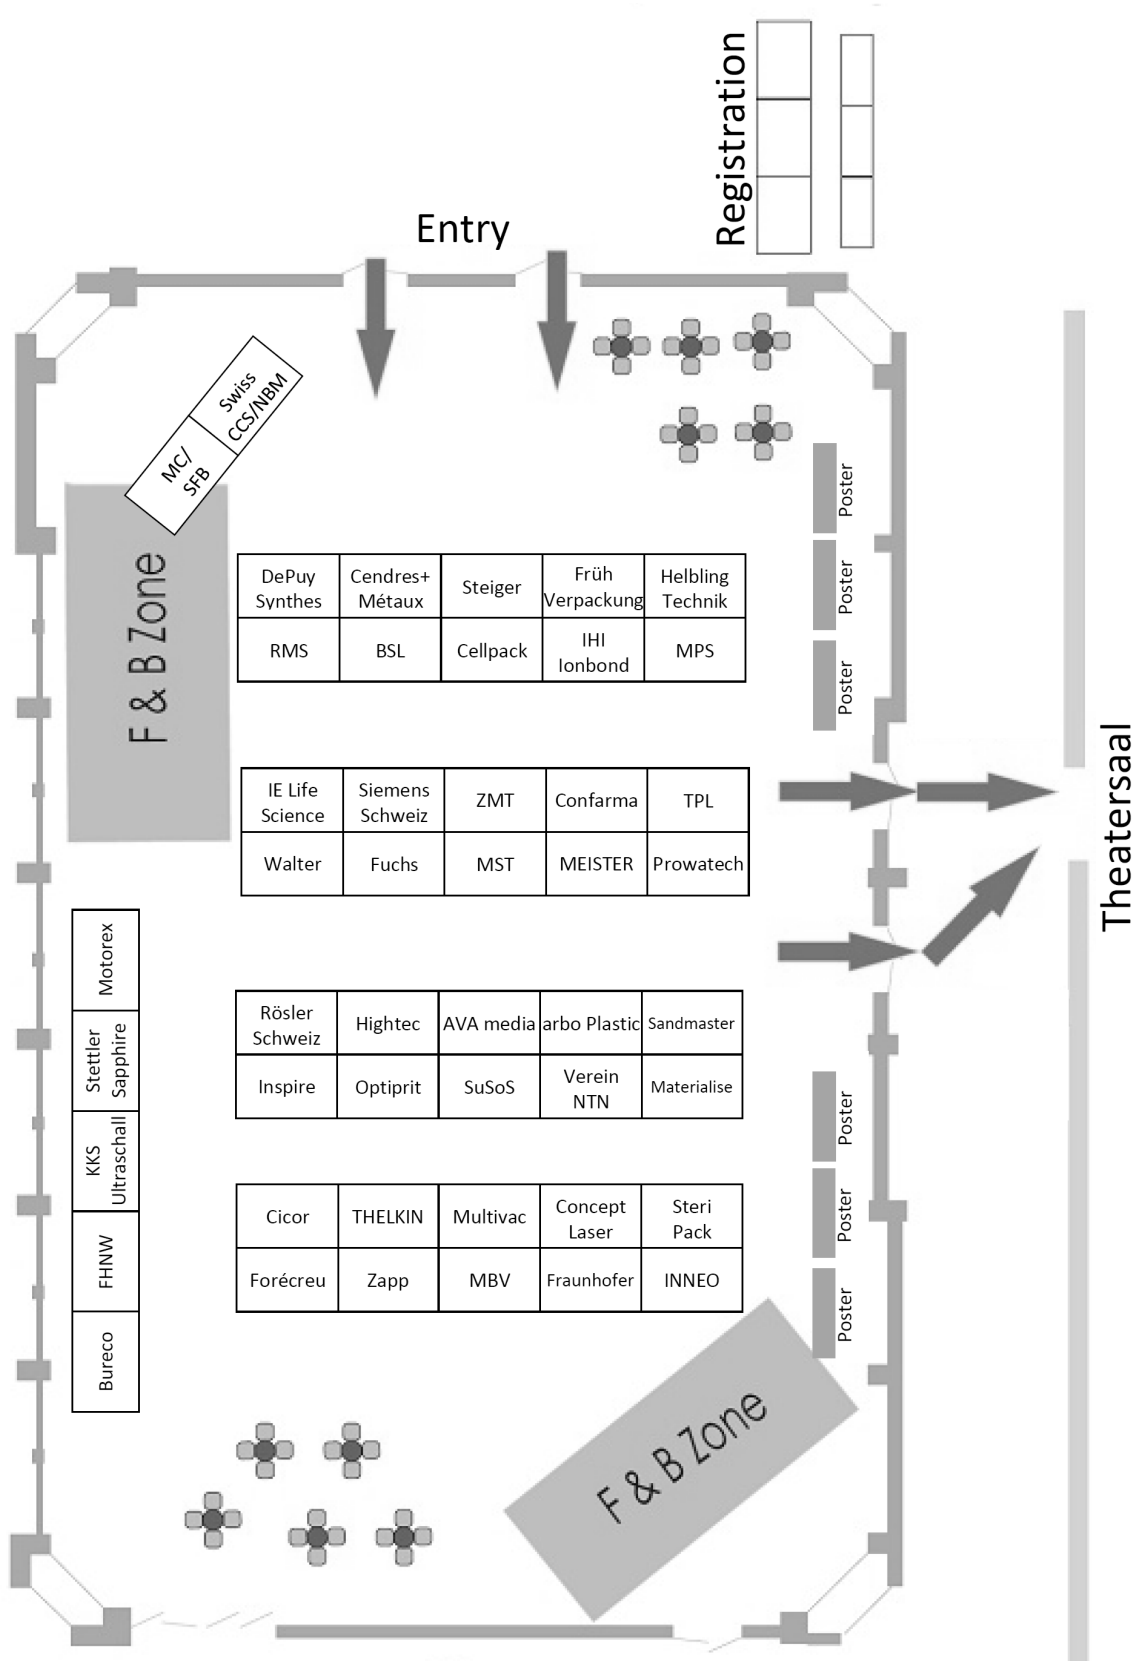 Registration
Entry
Swiss
CCS/NBM
MC/
SFB
F & B Zone
DePuy
Synthes
Cendres+
Métaux
Steiger
Früh
Verpackung
Helbling
Technik
RMS
BSL
Cellpack
IHI
Ionbond
MPS
Poster
Poster
Poster
IE Life
Science
Siemens
Schweiz
ZMT
Confarma
TPL
Walter
Fuchs
MST
MEISTER
Prowatech
Theatersaal
Motorex
Stettler
Sapphire
KKS
Ultraschall
FHNW
Bureco
Rösler
Schweiz
Hightec
AVA media
arbo Plastic
Sandmaster
Inspire
Optiprit
SuSoS
Verein
NTN
Materialise
Cicor
THELKIN
Multivac
Concept
Laser
Steri
Pack
Forécreu
Zapp
MBV
Fraunhofer
INNEO
Poster
Poster
Poster
F & B Zone